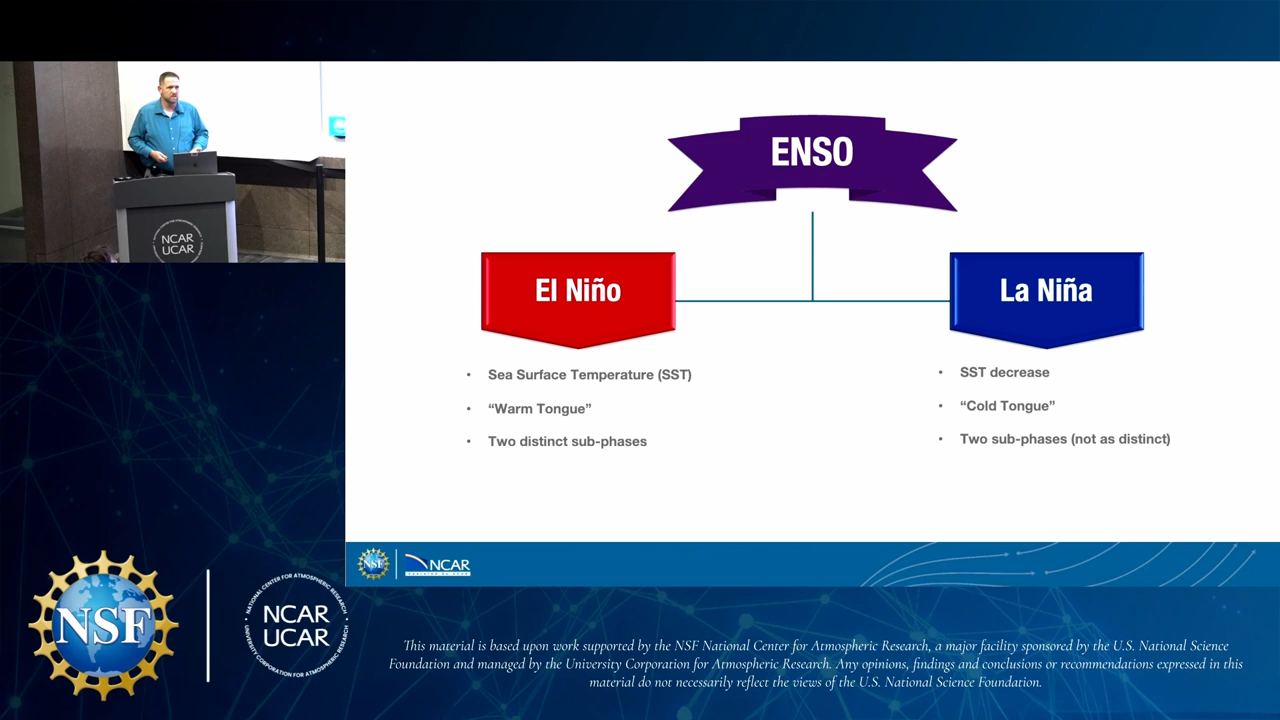 ENSO
El Niño
La Niña
• Sea Surface Temperature (SST)
• “Warm Tongue”
• Two distinct sub-phases
• SST decrease
• “Cold Tongue”
• Two sub-phases (not as distinct)
NCAR
UCAR
NSF
NCAR
NSF
NATIONAL CENTER FOR ATMOSPHERIC RESEARCH
NCAR
UCAR
UNIVERSITY CORPORATION FOR ATMOSPHERIC RESEARCH
This material is based upon work supported by the NSF National Center for Atmospheric Research, a major facility sponsored by the U.S. National Science
Foundation and managed by the University Corporation for Atmospheric Research. Any opinions, findings and conclusions or recommendations expressed in this
material do not necessarily reflect the views of the U.S. National Science Foundation.